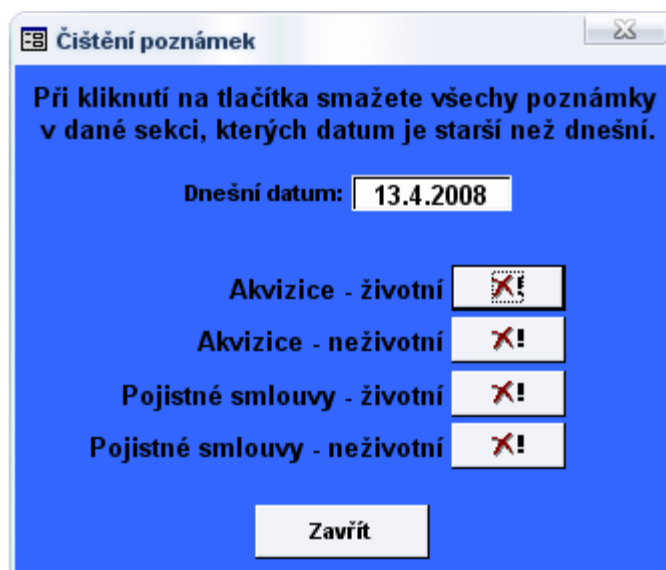 Čištění poznámek
Při kliknutí na tlačítka smažete všechy poznámky
v dané sekci, kterých datum je starší než dnešní.
Dnešní datum: 13.4.2008
Akvizice - životní
Akvizice - neživotní
Pojistné smlouvy - životní
Pojistné smlouvy - neživotní
Zavřít